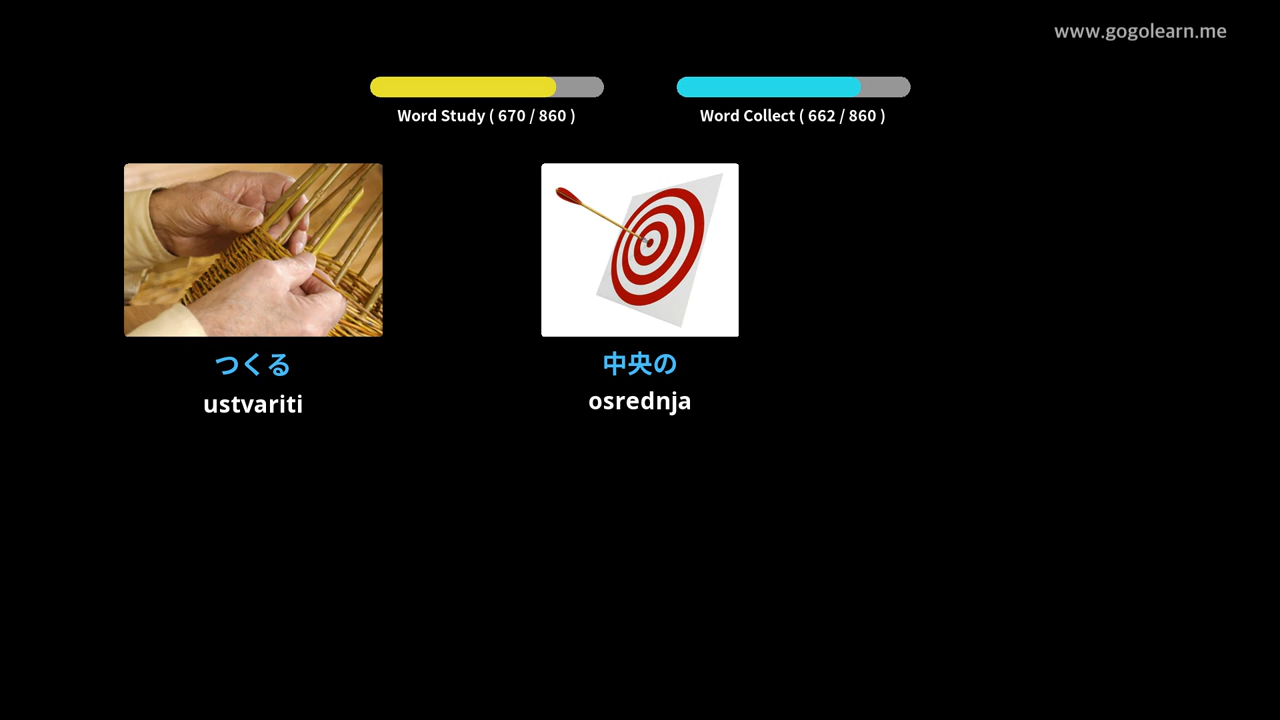 www.gogolearn.me
Word Study ( 670 / 860 )
Word Collect ( 662 / 860 )
つくる
ustvariti
中央の
osrednja